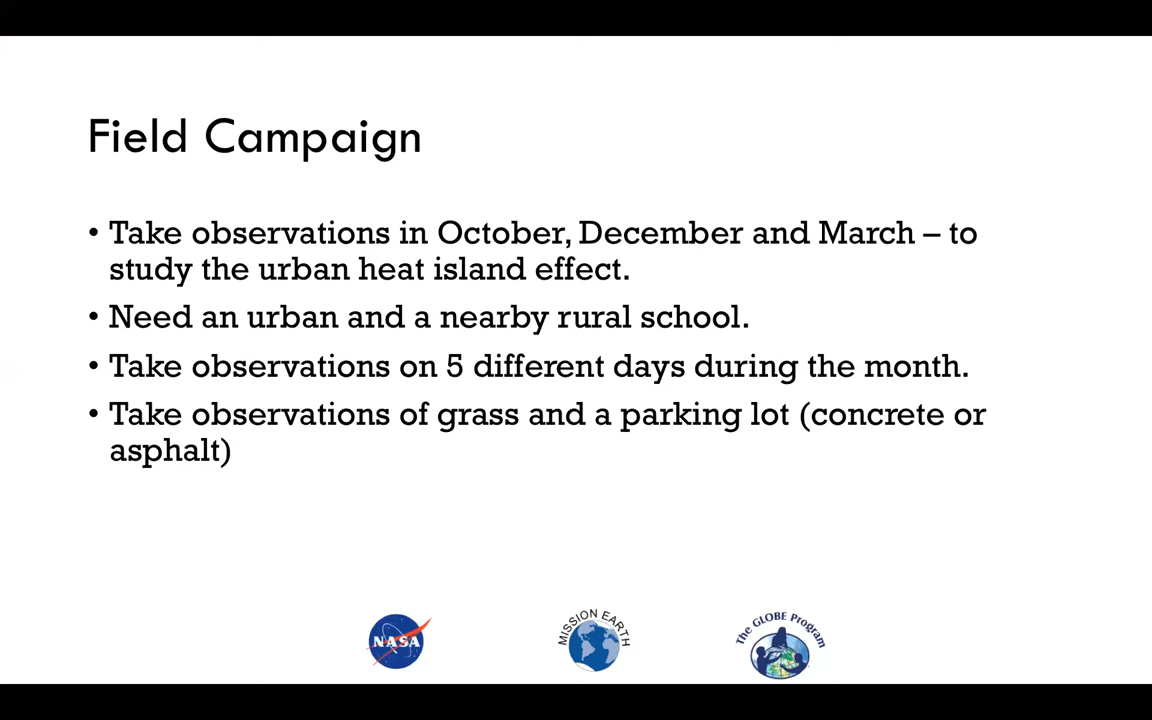 Field Campaign
• Take observations in October, December and March – to
study the urban heat island effect.
• Need an urban and a nearby rural school.
• Take observations on 5 different days during the month.
• Take observations of grass and a parking lot (concrete or
asphalt)
NASA
MISSION EARTH
The GLOBE Program